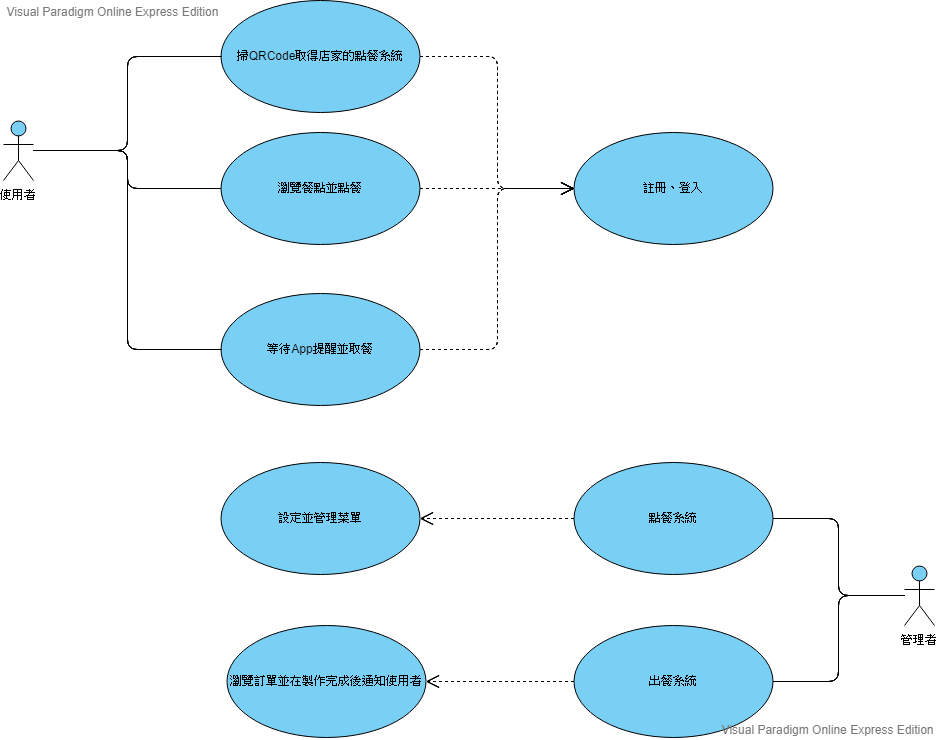 Visual Paradigm Online Express Edition
掃QRCode取得店家的點餐系統
使用者
瀏覽餐點並點餐
註冊、登入
等待App提醒並取餐
設定並管理菜單
點餐系統
管理者
瀏覽訂單並在製作完成後通知使用者
出餐系統
Visual Paradigm Online Express Edition